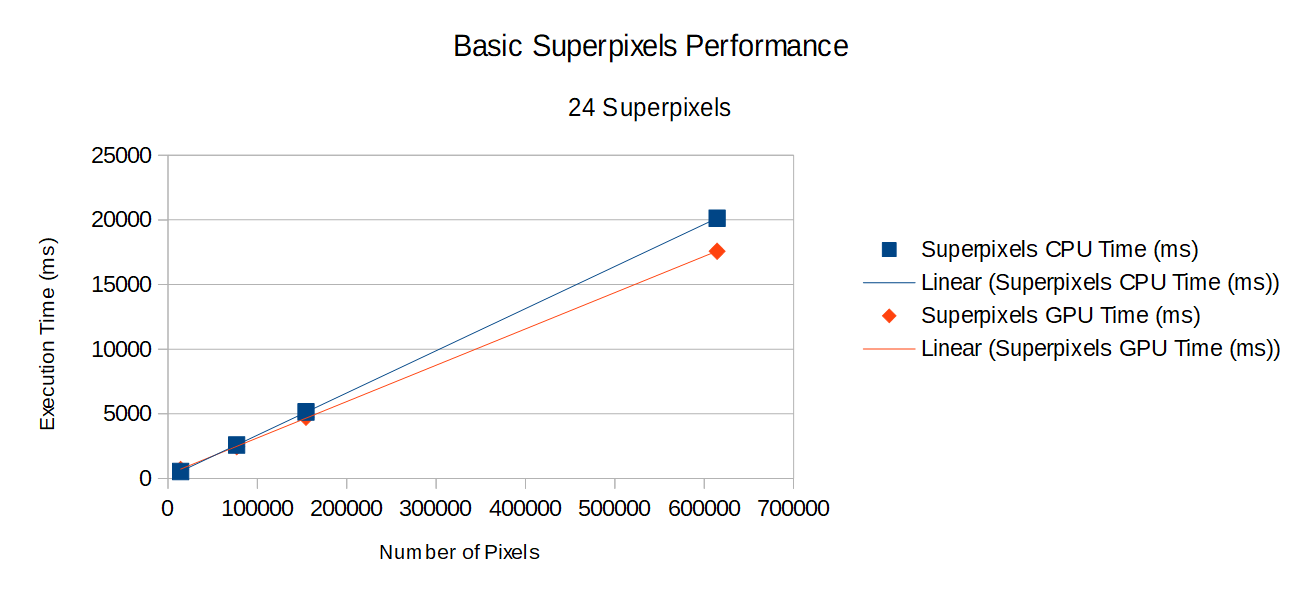 Basic Superpixels Performance
24 Superpixels
25000
20000
15000
10000
5000
0
Execution Time (ms)
0 100000 200000 300000 400000 500000 600000 700000
Number of Pixels
Superpixels CPU Time (ms)
Linear (Superpixels CPU Time (ms))
Superpixels GPU Time (ms)
Linear (Superpixels GPU Time (ms))